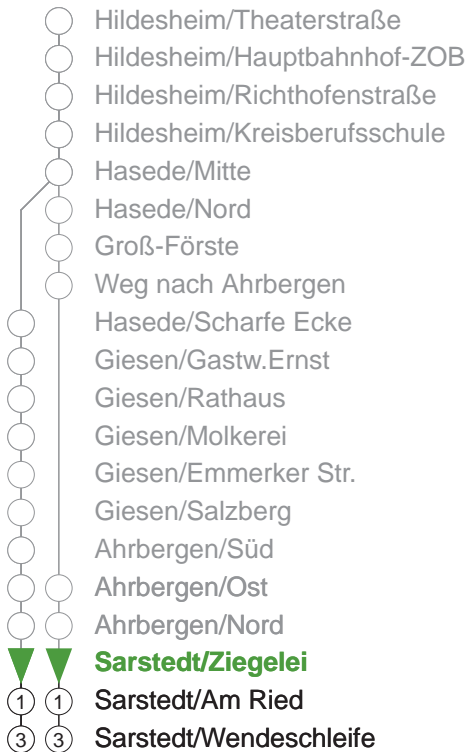 Hildesheim/Theaterstraße
Hildesheim/Hauptbahnhof-ZOB
Hildesheim/Richthofenstraße
Hildesheim/Kreisberufsschule
Hasede/Mitte
Hasede/Nord
Groß-Förste
Weg nach Ahrbergen
Hasede/Scharfe Ecke
Giesen/Gastw.Ernst
Giesen/Rathaus
Giesen/Molkerei
Giesen/Emmerker Str.
Giesen/Salzberg
Ahrbergen/Süd
Ahrbergen/Ost
Ahrbergen/Nord
Sarstedt/Ziegelei
1 1 Sarstedt/Am Ried
3 3 Sarstedt/Wendeschleife